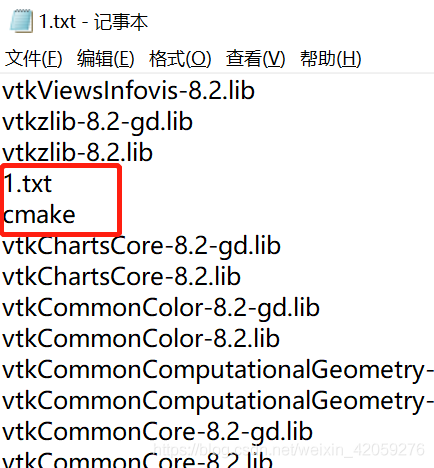 1.txt - 记事本
文件(F) 编辑(E) 格式(O) 查看(V) 帮助(H)
vtkViewsInfovis-8.2.lib
vtkzlib-8.2-gd.lib
vtkzlib-8.2.lib
1.txt
cmake
vtkChartsCore-8.2-gd.lib
vtkChartsCore-8.2.lib
vtkCommonColor-8.2-gd.lib
vtkCommonColor-8.2.lib
vtkCommonComputationalGeometry-
vtkCommonComputationalGeometry-
vtkCommonCore-8.2-gd.lib
vtkCommonCore-8.2.lib
https://blog.csdn.net/weixin_42059276